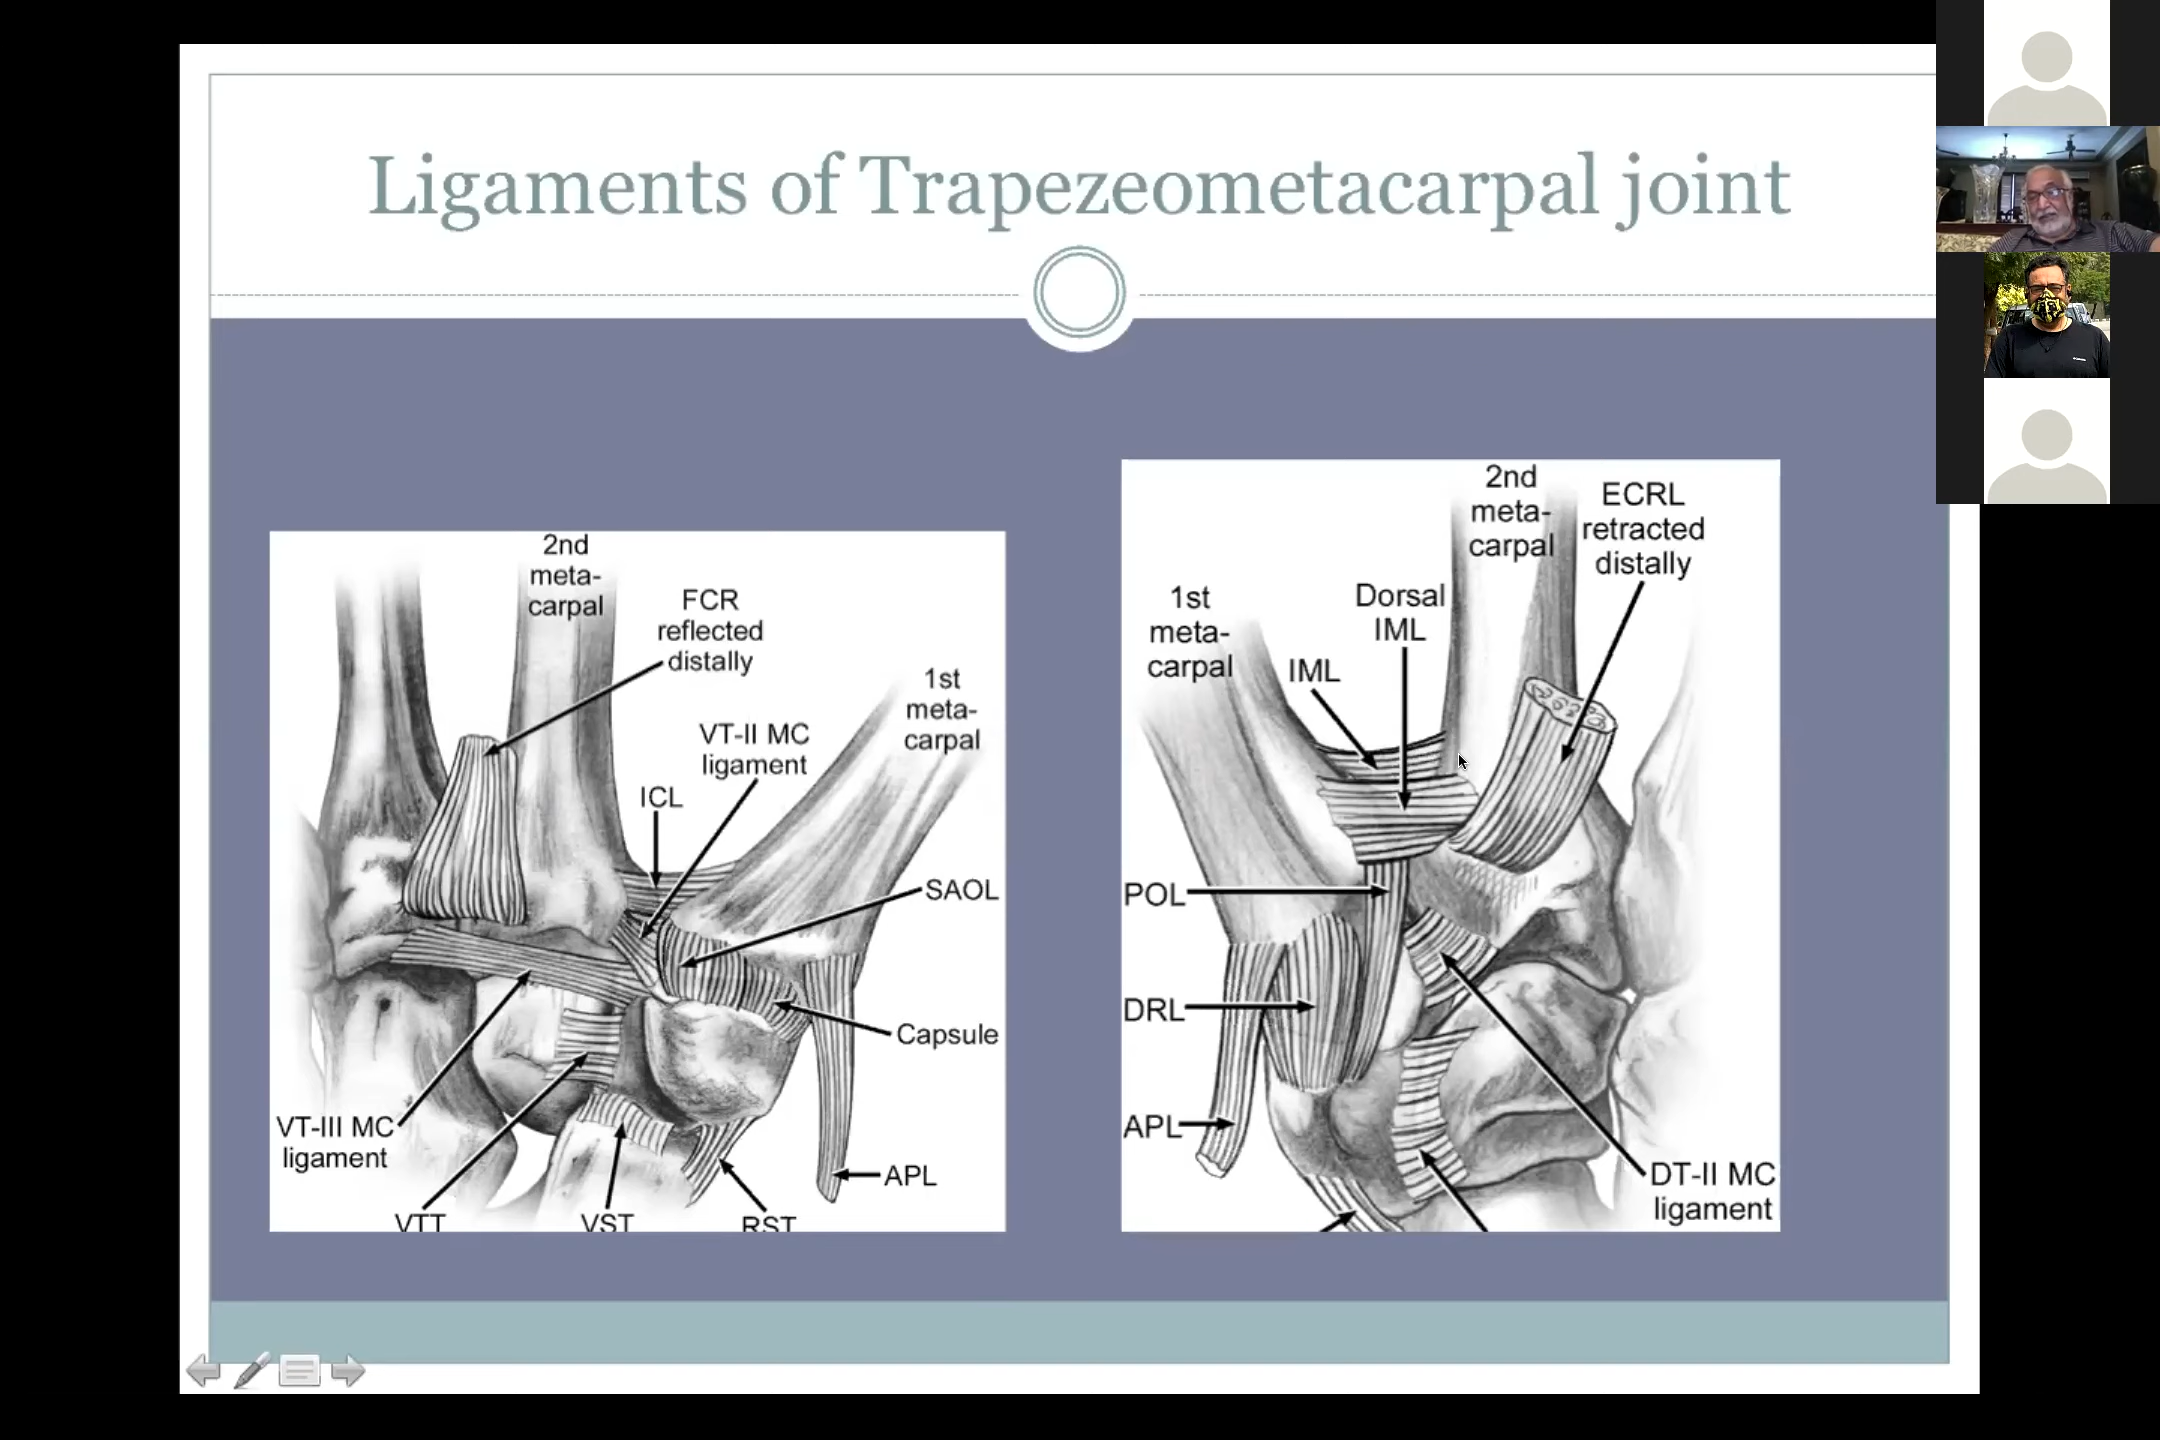 Ligaments of Trapezeometacarpal joint
2nd
meta-
carpal
FCR
reflected
distally
1st
meta-
carpal
VT-II MC
ligament
ICL
SAOL
Capsule
VT-III MC
ligament
APL
VTT
VST
RST
2nd
meta-
carpal
ECRL
retracted
distally
1st
meta-
carpal
Dorsal
IML
IML
POL
DRL
APL
DT-II MC
ligament